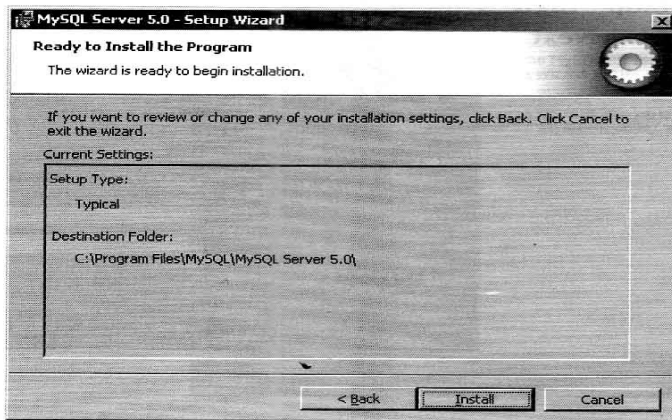 MySQL Server 5.0 - Setup Wizard
Ready to Install the Program
The wizard is ready to begin installation.
If you want to review or change any of your installation settings, click Back. Click Cancel to
exit the wizard.
Current Settings:
Setup Type:
Typical
Destination Folder:
C:\Program Files\MySQL\MySQL Server 5.0\
< Back
Install
Cancel